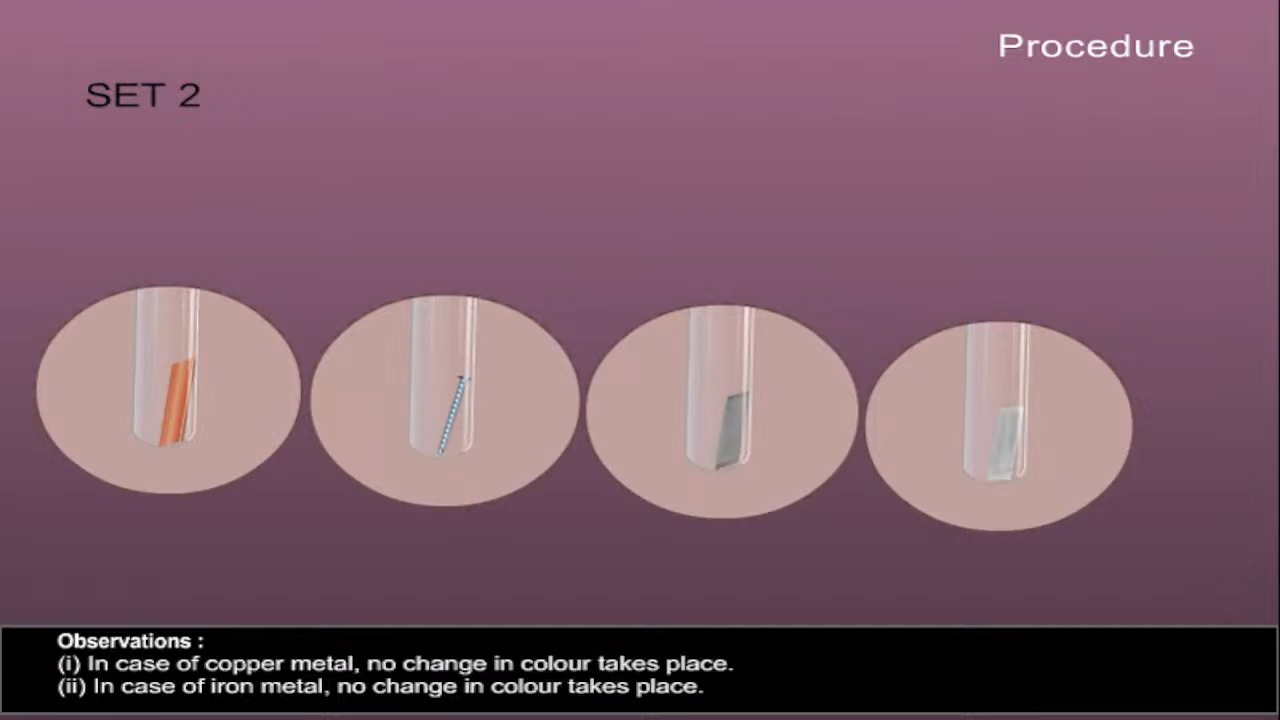 Procedure
SET 2
Observations :
(i) In case of copper metal, no change in colour takes place.
(ii) In case of iron metal, no change in colour takes place.